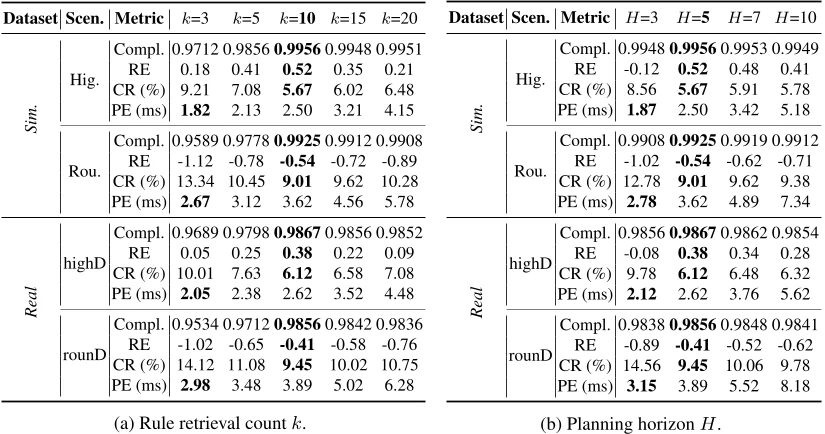 Dataset Scen. Metric k=3 k=5 k=10 k=15 k=20
Sim.
Hig.
Compl. 0.9712 0.9856 0.9956 0.9948 0.9951
RE 0.18 0.41 0.52 0.35 0.21
CR (%) 9.21 7.08 5.67 6.02 6.48
PE (ms) 1.82 2.13 2.50 3.21 4.15
Rou.
Compl. 0.9589 0.9778 0.9925 0.9912 0.9908
RE -1.12 -0.78 -0.54 -0.72 -0.89
CR (%) 13.34 10.45 9.01 9.62 10.28
PE (ms) 2.67 3.12 3.62 4.56 5.78
Real
highD
Compl. 0.9689 0.9798 0.9867 0.9856 0.9852
RE 0.05 0.25 0.38 0.22 0.09
CR (%) 10.01 7.63 6.12 6.58 7.08
PE (ms) 2.05 2.38 2.62 3.52 4.48
rounD
Compl. 0.9534 0.9712 0.9856 0.9842 0.9836
RE -1.02 -0.65 -0.41 -0.58 -0.76
CR (%) 14.12 11.08 9.45 10.02 10.75
PE (ms) 2.98 3.48 3.89 5.02 6.28
(a) Rule retrieval count k.
Dataset Scen. Metric H=3 H=5 H=7 H=10
Sim.
Hig.
Compl. 0.9948 0.9956 0.9953 0.9949
RE -0.12 0.52 0.48 0.41
CR (%) 8.56 5.67 5.91 5.78
PE (ms) 1.87 2.50 3.42 5.18
Rou.
Compl. 0.9908 0.9925 0.9919 0.9912
RE -1.02 -0.54 -0.62 -0.71
CR (%) 12.78 9.01 9.62 9.38
PE (ms) 2.78 3.62 4.89 7.34
Real
highD
Compl. 0.9856 0.9867 0.9862 0.9854
RE -0.08 0.38 0.34 0.28
CR (%) 9.78 6.12 6.48 6.32
PE (ms) 2.12 2.62 3.76 5.62
rounD
Compl. 0.9838 0.9856 0.9848 0.9841
RE -0.89 -0.41 -0.52 -0.62
CR (%) 14.56 9.45 10.06 9.78
PE (ms) 3.15 3.89 5.52 8.18
(b) Planning horizon H.